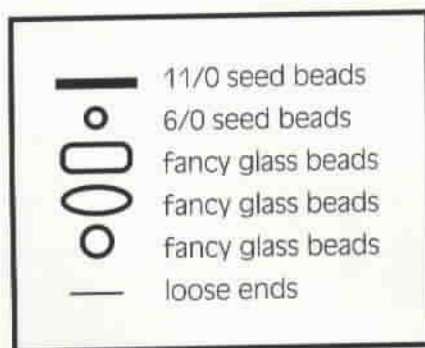 11/0 seed beads
6/0 seed beads
fancy glass beads
fancy glass beads
fancy glass beads
loose ends